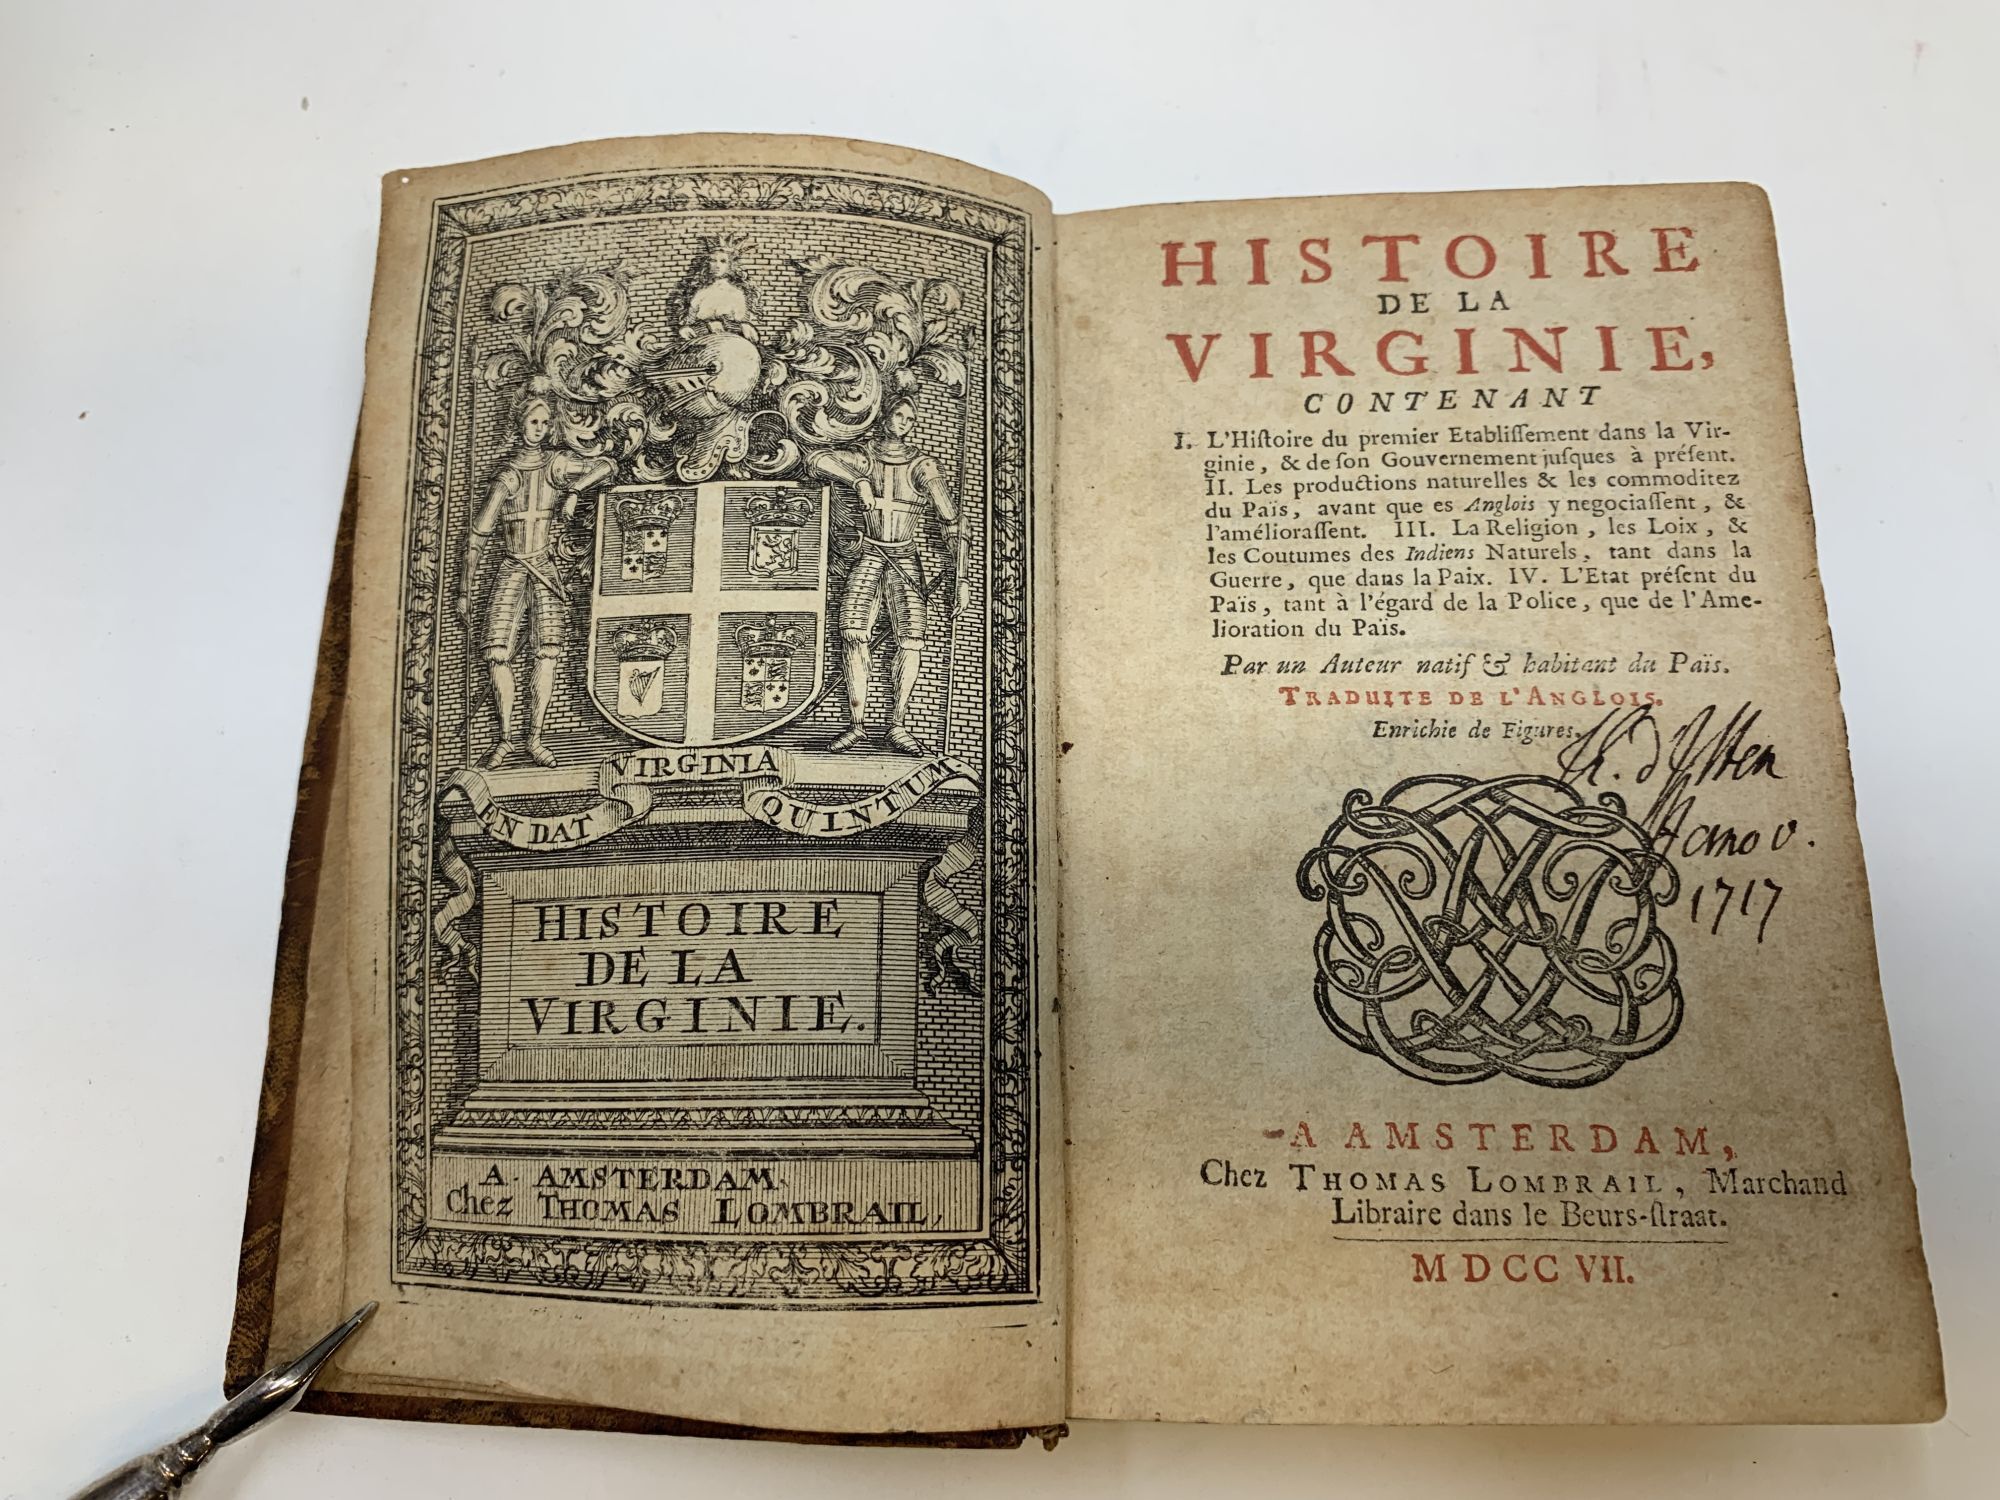 VIRGINIA
EN DAT QUINTUM.
HISTOIRE
DE LA
VIRGINIE.
A. AMSTERDAM.
Chez THOMAS LOMBRAIL,
HISTOIRE
DE LA
VIRGINIE,
CONTENANT
I. L'Hiſtoire du premier Etabliſſement dans la Vir-
ginie, & de ſon Gouvernement juſques à préſent.
II. Les productions naturelles & les commoditez
du Païs, avant que es Anglois y negociaſſent, &
l'amélioraſſent. III. La Religion, les Loix, &
les Coutumes des Indiens Naturels, tant dans la
Guerre, que dans la Paix. IV. L'Etat préſent du
Païs, tant à l'égard de la Police, que de l'Ame-
lioration du Païs.
Par un Auteur natif & habitant du Païs.
TRADUITE DE L'ANGLOIS.
Enrichie de Figures.
Hanov.
1717
A AMSTERDAM,
Chez THOMAS LOMBRAIL, Marchand
Libraire dans le Beurs-ſtraat.
MDCCVII.